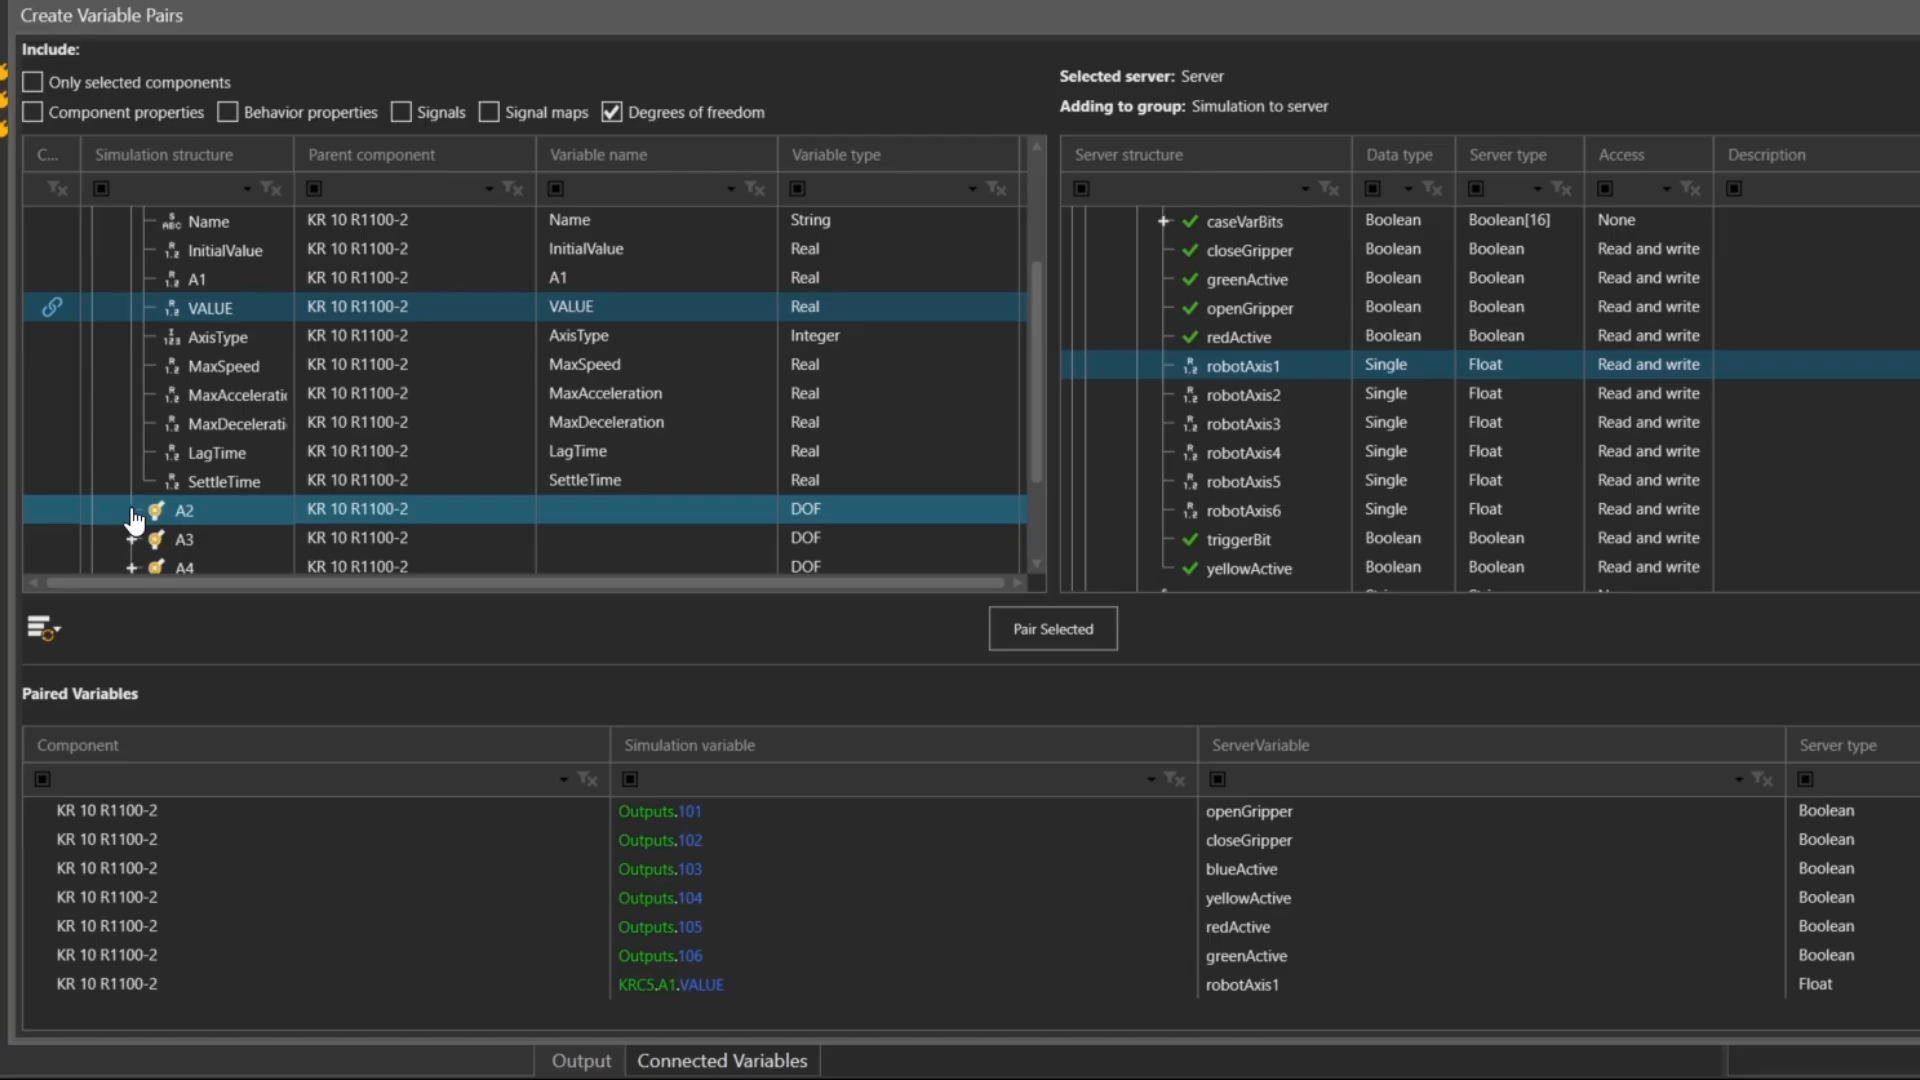 Create Variable Pairs
Include:
Only selected components
Component properties Behavior properties Signals Signal maps Degrees of freedom
Selected server: Server
Adding to group: Simulation to server
C... Simulation structure Parent component Variable name Variable type
Name KR 10 R1100-2 Name String
InitialValue KR 10 R1100-2 InitialValue Real
A1 KR 10 R1100-2 A1 Real
VALUE KR 10 R1100-2 VALUE Real
AxisType KR 10 R1100-2 AxisType Integer
MaxSpeed KR 10 R1100-2 MaxSpeed Real
MaxAccelerati KR 10 R1100-2 MaxAcceleration Real
MaxDecelerati KR 10 R1100-2 MaxDeceleration Real
LagTime KR 10 R1100-2 LagTime Real
SettleTime KR 10 R1100-2 SettleTime Real
A2 KR 10 R1100-2 DOF
A3 KR 10 R1100-2 DOF
A4 KR 10 R1100-2 DOF
Server structure Data type Server type Access Description
caseVarBits Boolean Boolean[16] None
closeGripper Boolean Boolean Read and write
greenActive Boolean Boolean Read and write
openGripper Boolean Boolean Read and write
redActive Boolean Boolean Read and write
robotAxis1 Single Float Read and write
robotAxis2 Single Float Read and write
robotAxis3 Single Float Read and write
robotAxis4 Single Float Read and write
robotAxis5 Single Float Read and write
robotAxis6 Single Float Read and write
triggerBit Boolean Boolean Read and write
yellowActive Boolean Boolean Read and write
Pair Selected
Paired Variables
Component Simulation variable ServerVariable Server type
KR 10 R1100-2 Outputs.101 openGripper Boolean
KR 10 R1100-2 Outputs.102 closeGripper Boolean
KR 10 R1100-2 Outputs.103 blueActive Boolean
KR 10 R1100-2 Outputs.104 yellowActive Boolean
KR 10 R1100-2 Outputs.105 redActive Boolean
KR 10 R1100-2 Outputs.106 greenActive Boolean
KR 10 R1100-2 KRC5.A1.VALUE robotAxis1 Float
Output Connected Variables